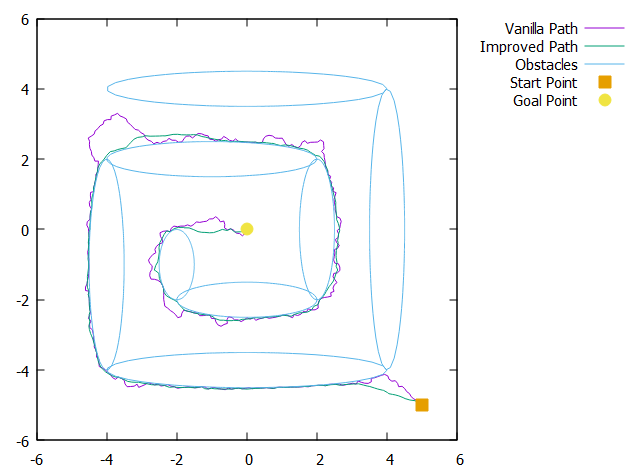 6
4
2
0
-2
-4
-6
-6
-4
-2
0
2
4
6
Vanilla Path
Improved Path
Obstacles
Start Point
Goal Point